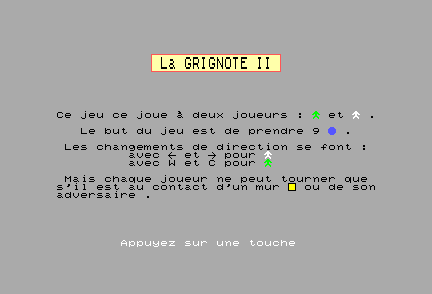 La GRIGNOTE II
Ce jeu ce joue à deux joueurs : et .
Le but du jeu est de prendre 9 .
Les changements de direction se font :
avec ← et → pour
avec W et C pour
Mais chaque joueur ne peut tourner que
s'il est au contact d'un mur ou de son
adversaire .
Appuyez sur une touche